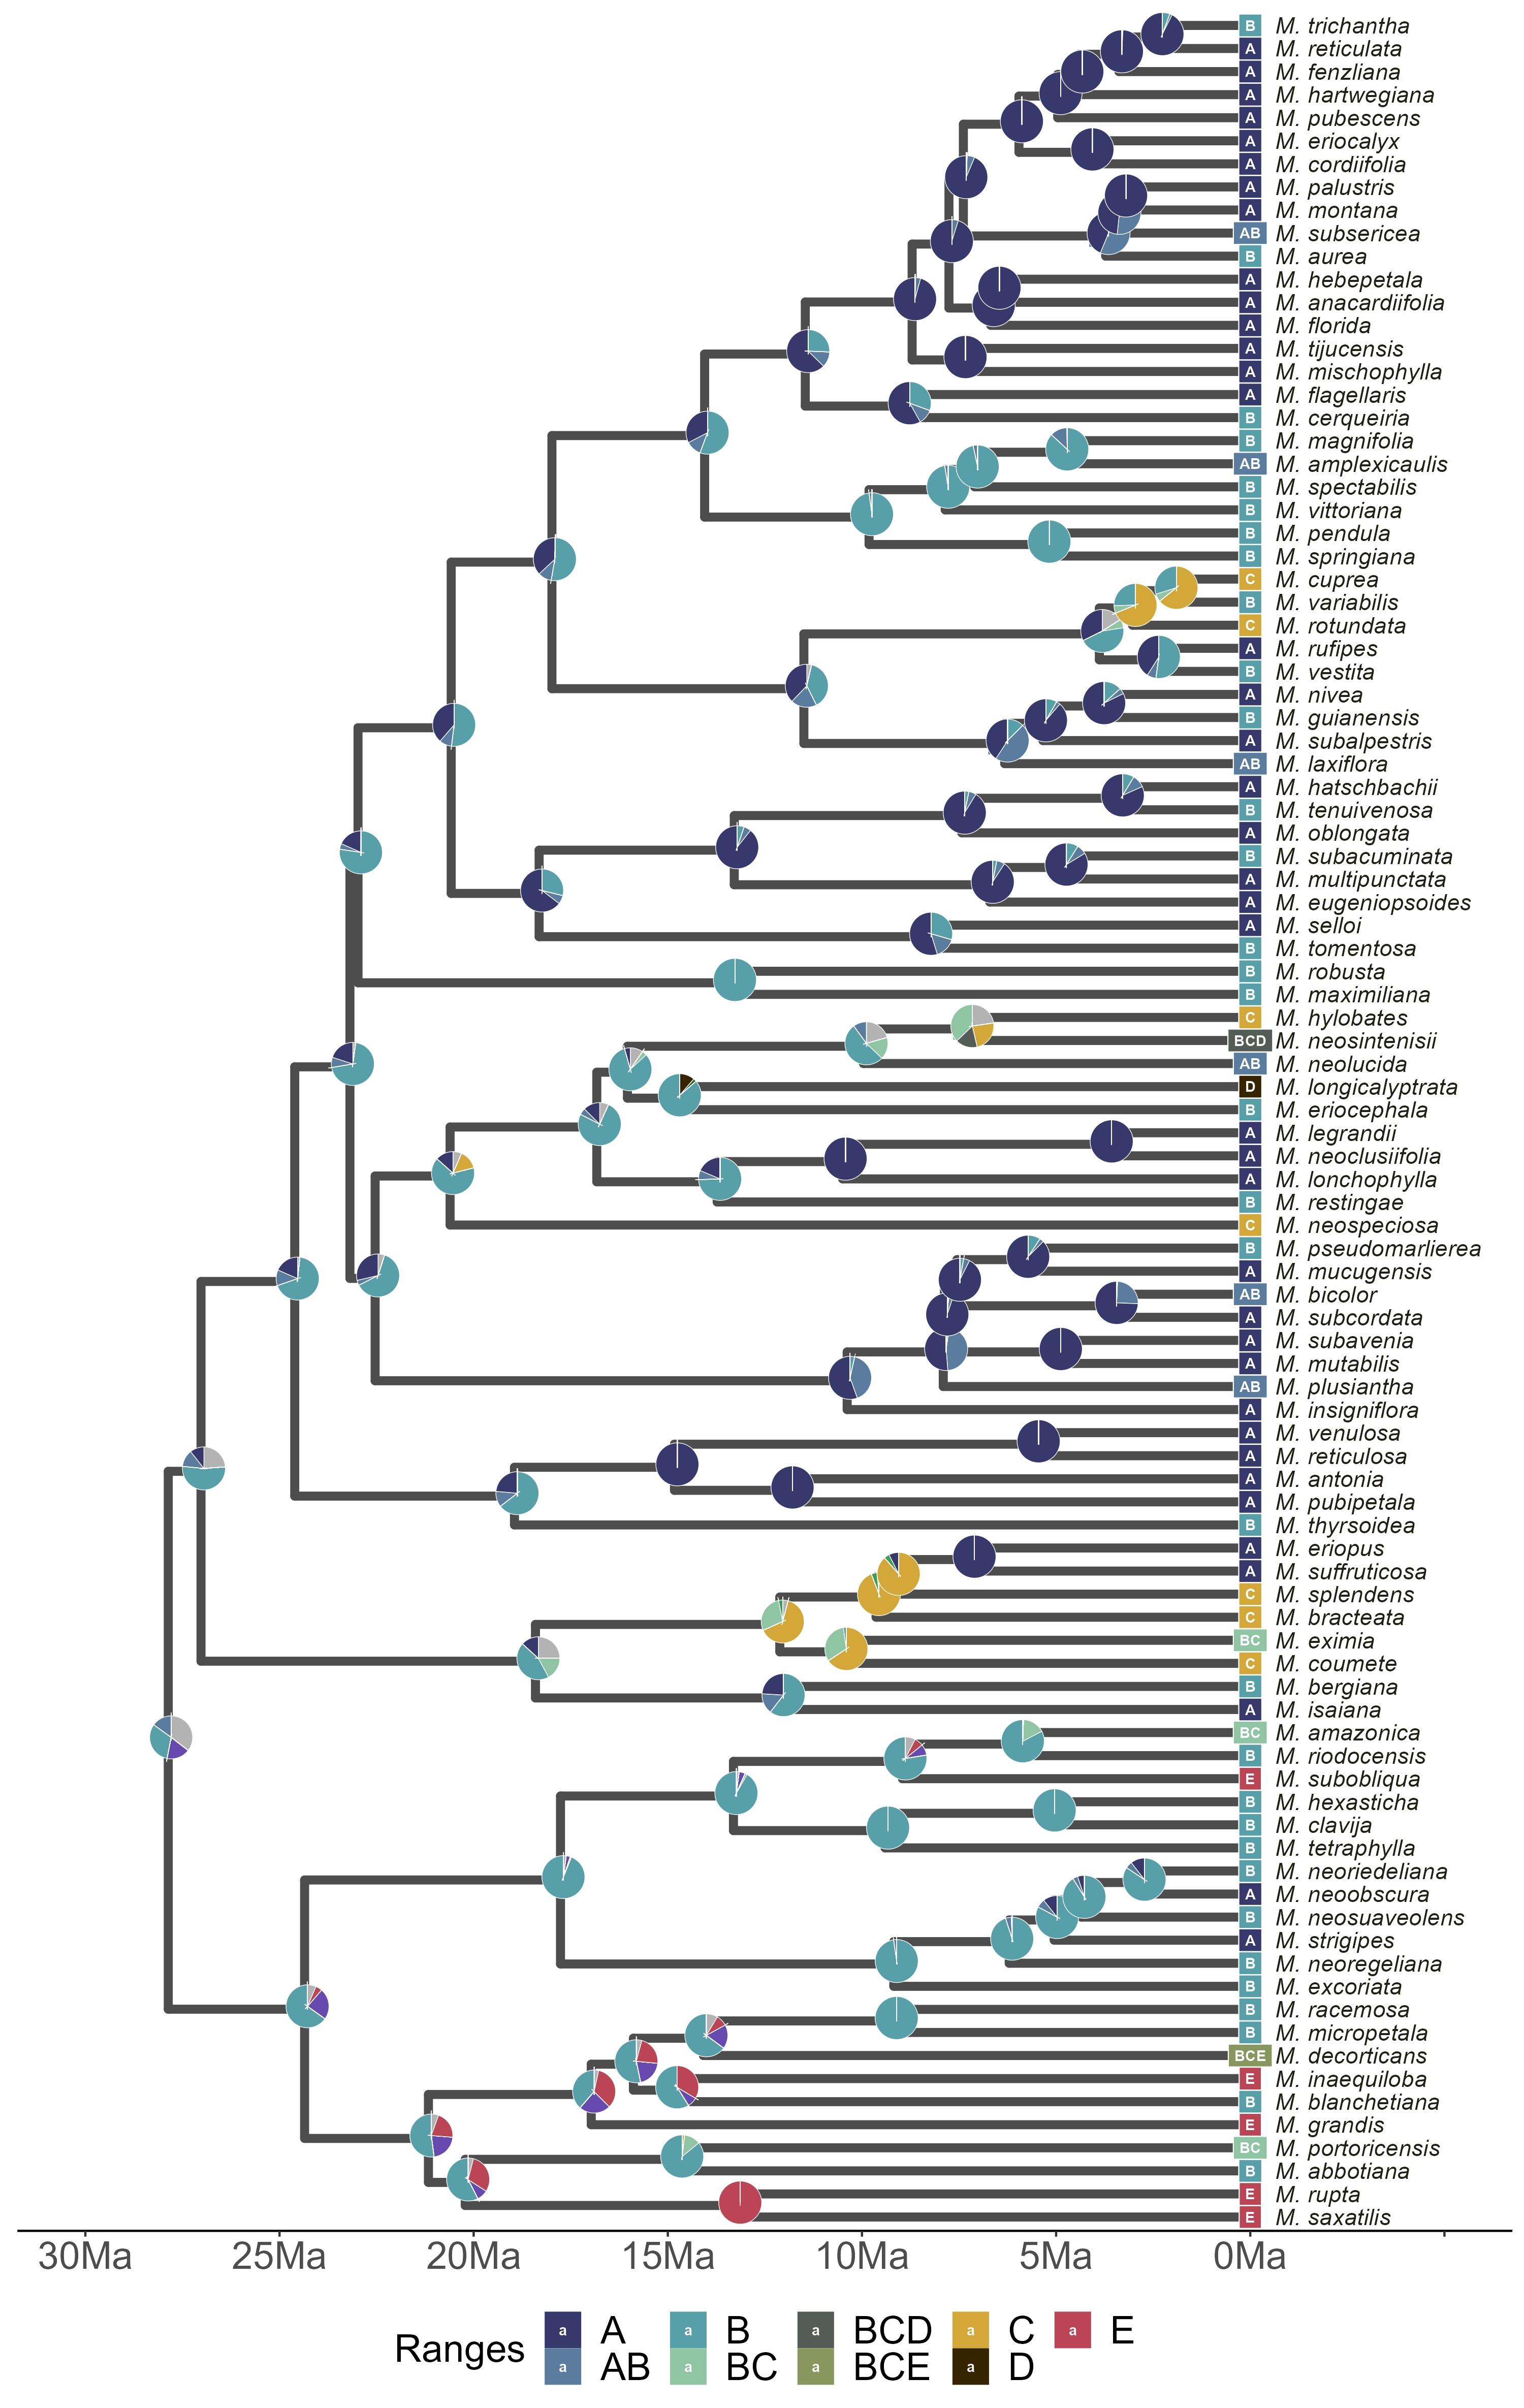 B M. trichantha
A M. reticulata
A M. fenzliana
A M. hartwegiana
A M. pubescens
A M. eriocalyx
A M. cordiifolia
A M. palustris
A M. montana
AB M. subsericea
B M. aurea
A M. hebepetala
A M. anacardiifolia
A M. florida
A M. tijucensis
A M. mischophylla
A M. flagellaris
B M. cerqueiria
B M. magnifolia
AB M. amplexicaulis
B M. spectabilis
B M. vittoriana
B M. pendula
B M. springiana
C M. cuprea
B M. variabilis
C M. rotundata
A M. rufipes
B M. vestita
A M. nivea
B M. guianensis
A M. subalpestris
AB M. laxiflora
A M. hatschbachii
B M. tenuivenosa
A M. oblongata
B M. subacuminata
A M. multipunctata
A M. eugeniopsoides
A M. selloi
B M. tomentosa
B M. robusta
B M. maximiliana
C M. hylobates
BCD M. neosintenisii
AB M. neolucida
D M. longicalyptrata
B M. eriocephala
A M. legrandii
A M. neoclusiifolia
A M. lonchophylla
B M. restingae
C M. neospeciosa
B M. pseudomarlierea
A M. mucugensis
AB M. bicolor
A M. subcordata
A M. subavenia
A M. mutabilis
AB M. plusiantha
A M. insigniflora
A M. venulosa
A M. reticulosa
A M. antonia
A M. pubipetala
B M. thyrsoidea
A M. eriopus
A M. suffruticosa
C M. splendens
C M. bracteata
BC M. eximia
C M. coumete
B M. bergiana
A M. isaiana
BC M. amazonica
B M. riodocensis
E M. subobliqua
B M. hexasticha
B M. clavija
B M. tetraphylla
B M. neoriedeliana
A M. neoobscura
B M. neosuaveolens
A M. strigipes
B M. neoregeliana
B M. excoriata
B M. racemosa
B M. micropetala
BCE M. decorticans
E M. inaequiloba
B M. blanchetiana
E M. grandis
BC M. portoricensis
B M. abbotiana
E M. rupta
E M. saxatilis
30Ma 25Ma 20Ma 15Ma 10Ma 5Ma 0Ma
Ranges
a A a B a BCD a C a E
a AB a BC a BCE a D